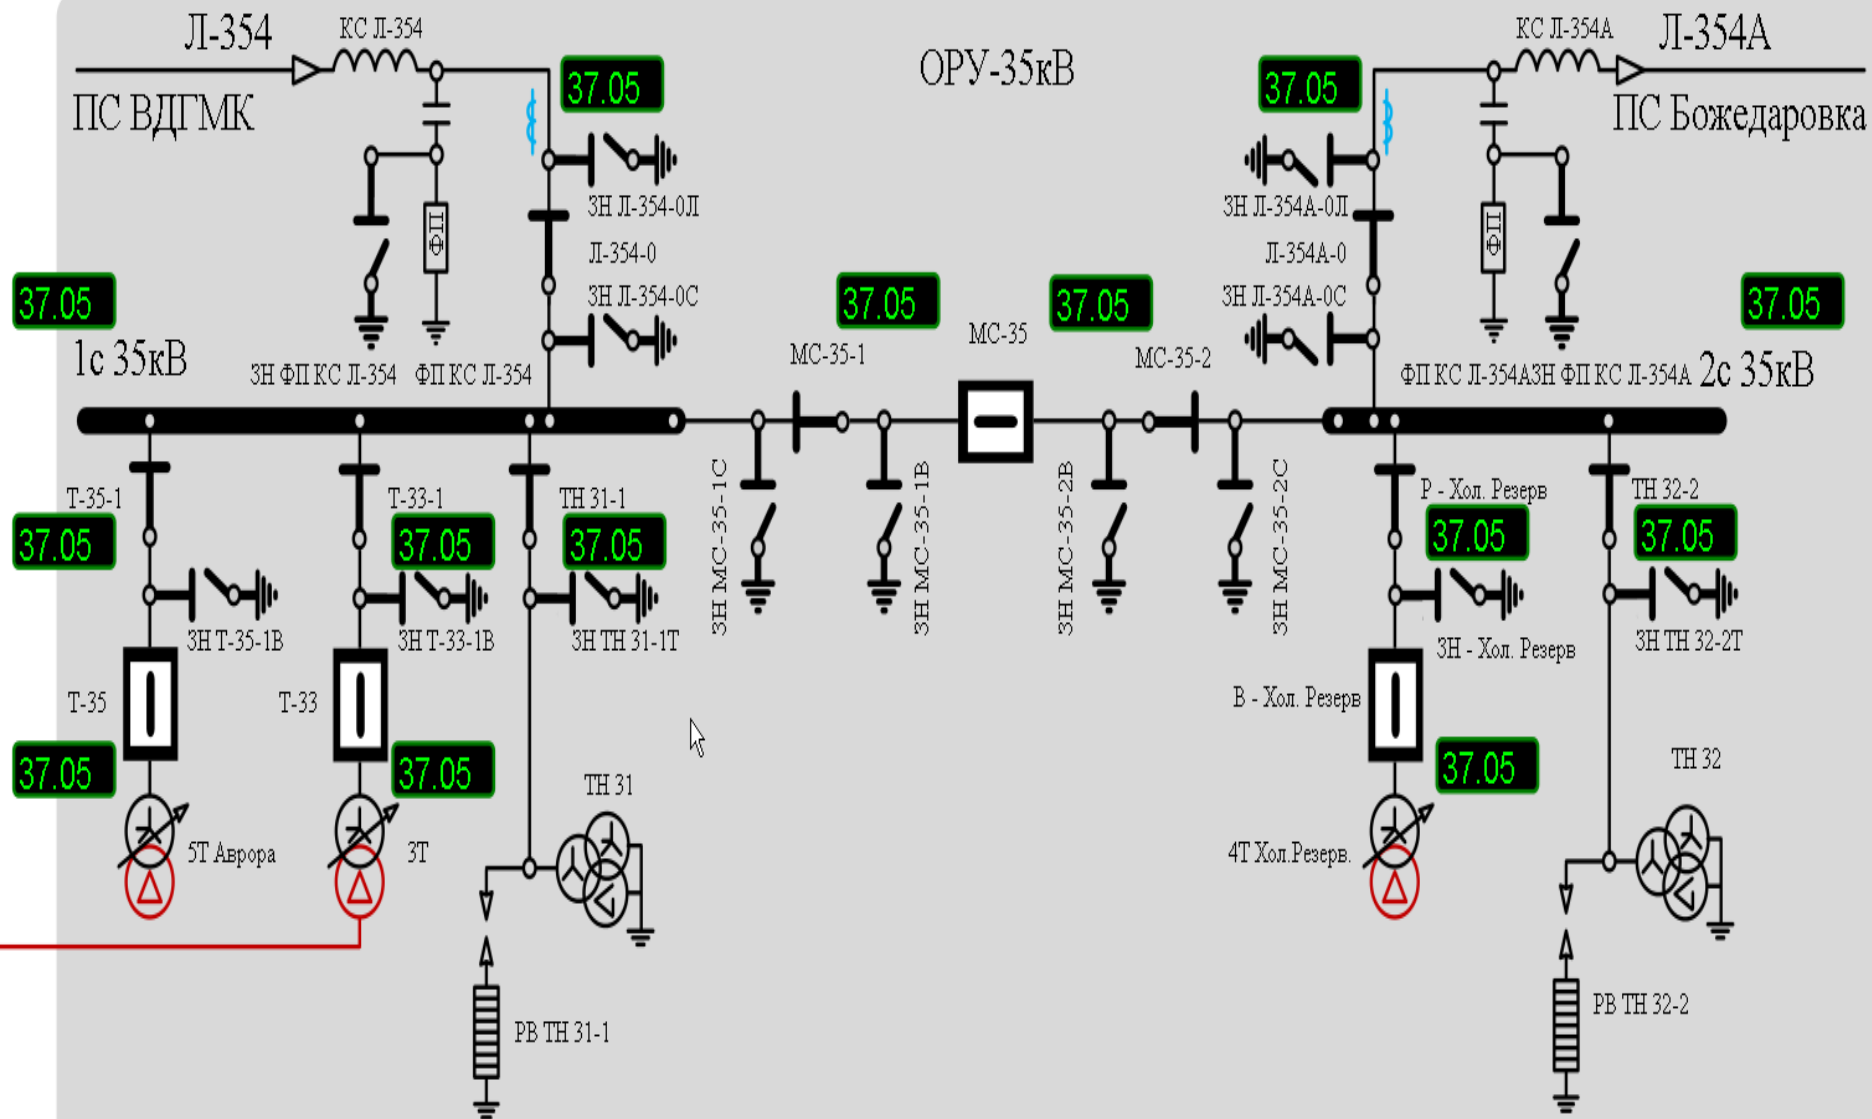 Л-354
КС Л-354
37.05
ОРУ-35кВ
37.05
КС Л-354А
Л-354А
ПС ВДГМК
ПС Божедаровка
ФП
ЗН Л-354-0Л
Л-354-0
ЗН Л-354-0С
ЗН Л-354А-0Л
Л-354А-0
ЗН Л-354А-0С
ФП
37.05
37.05
37.05
37.05
1с 35кВ
ЗН ФП КС Л-354
ФП КС Л-354
МС-35-1
МС-35
МС-35-2
ФП КС Л-354А
ЗН ФП КС Л-354А
2с 35кВ
Т-35-1
Т-33-1
ТН 31-1
ЗН МС-35-1С
ЗН МС-35-1В
ЗН МС-35-2В
ЗН МС-35-2С
Р - Хол. Резерв
ТН 32-2
37.05
37.05
37.05
37.05
37.05
ЗН Т-35-1В
ЗН Т-33-1В
ЗН ТН 31-1Т
ЗН - Хол. Резерв
ЗН ТН 32-2Т
Т-35
Т-33
В - Хол. Резерв
37.05
37.05
37.05
ТН 31
ТН 32
5Т Аврора
3Т
4Т Хол.Резерв.
РВ ТН 31-1
РВ ТН 32-2